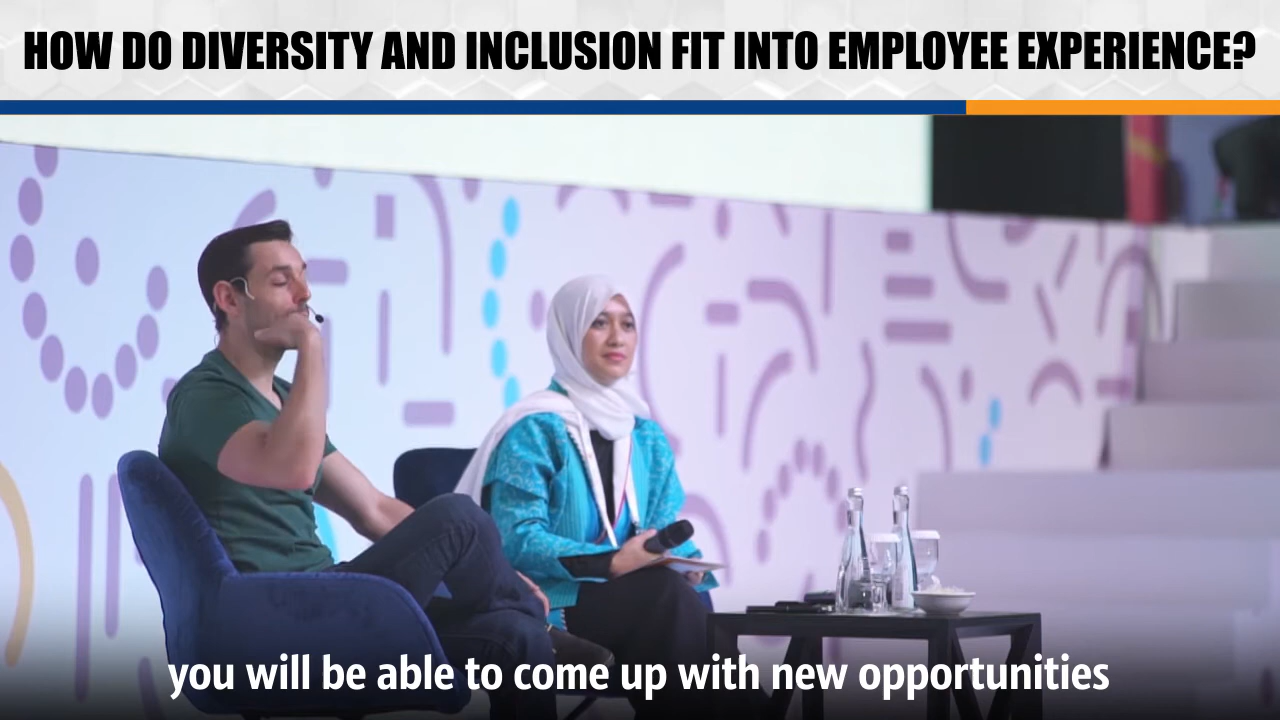 HOW DO DIVERSITY AND INCLUSION FIT INTO EMPLOYEE EXPERIENCE?
you will be able to come up with new opportunities